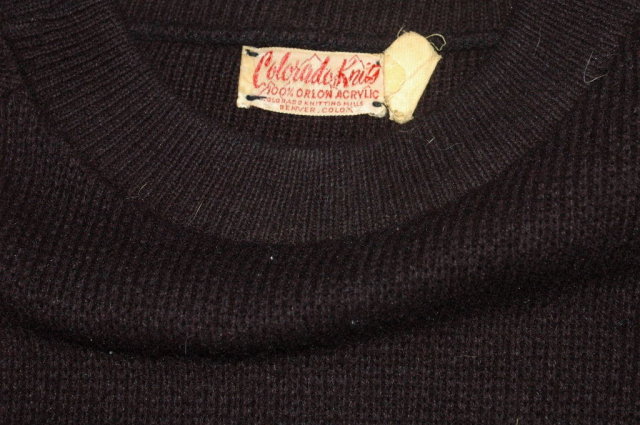 Colorado Knits
100% ORLON ACRYLIC
COLORADO KNITTING MILLS
DENVER, COLO.